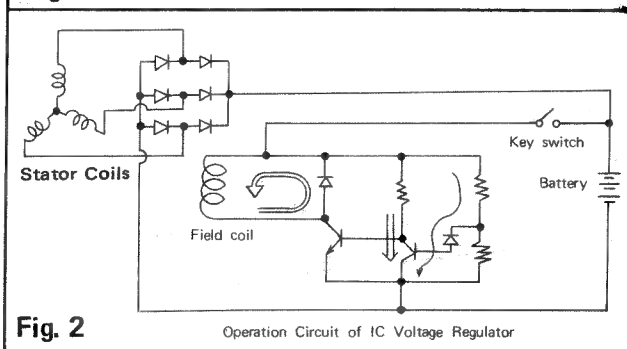 Stator Coils
Key switch
Battery
Field coil
Fig. 2
Operation Circuit of IC Voltage Regulator